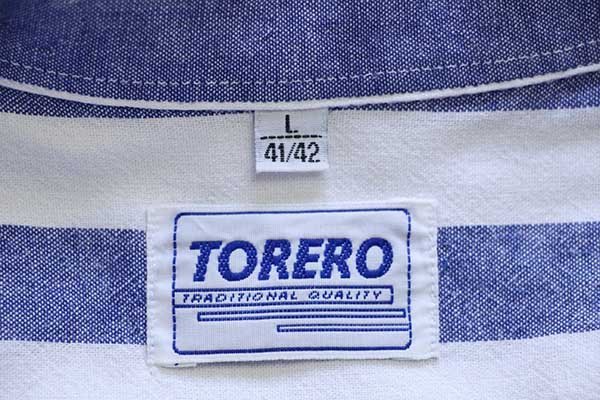 L
41/42
TORERO
TRADITIONAL QUALITY